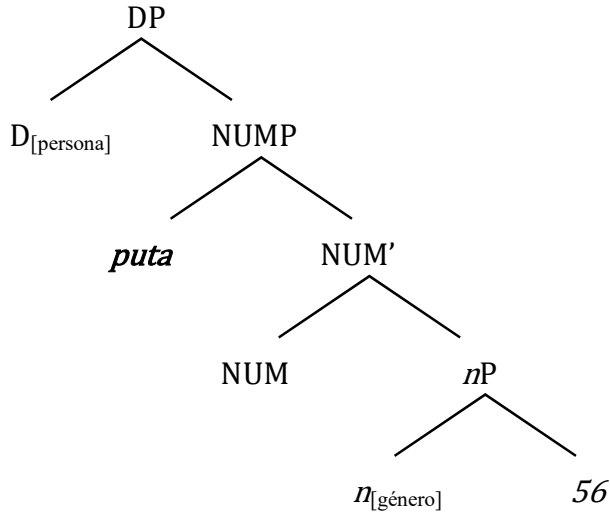 DP
D[persona] NUMP
puta NUM’
NUM nP
n[género] 56